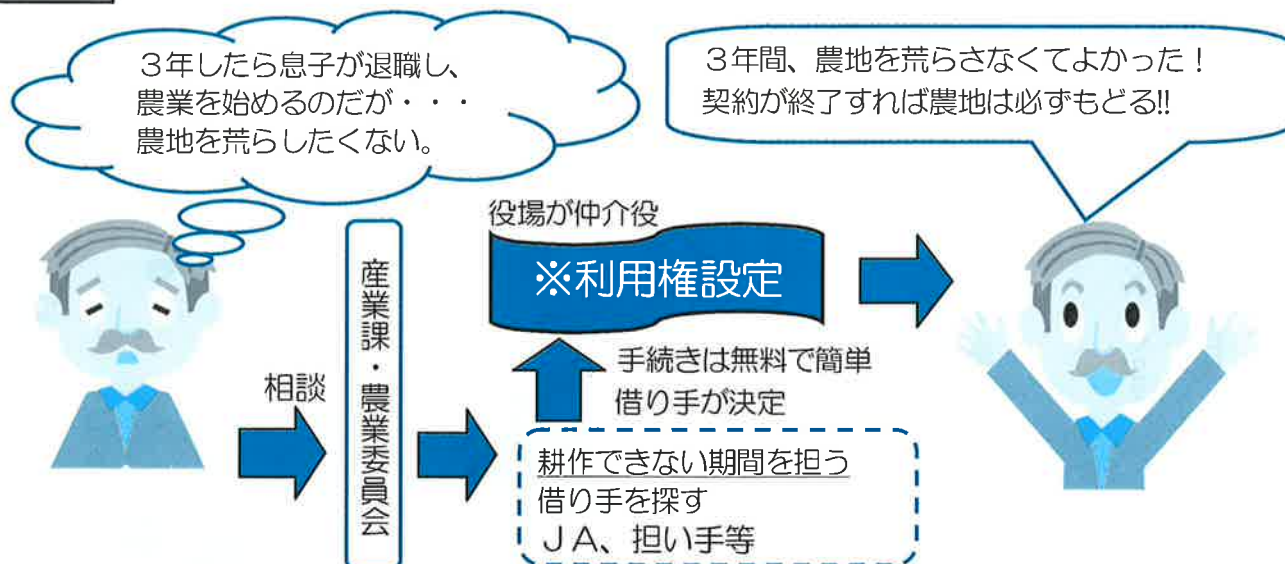 ３年したら息子が退職し、
農業を始めるのだが・・・
農地を荒らしたくない。
３年間、農地を荒らさなくてよかった！
契約が終了すれば農地は必ずもどる!!
相談
産業課・農業委員会
役場が仲介役
※利用権設定
手続きは無料で簡単
借り手が決定
耕作できない期間を担う
借り手を探す
ＪＡ、担い手等